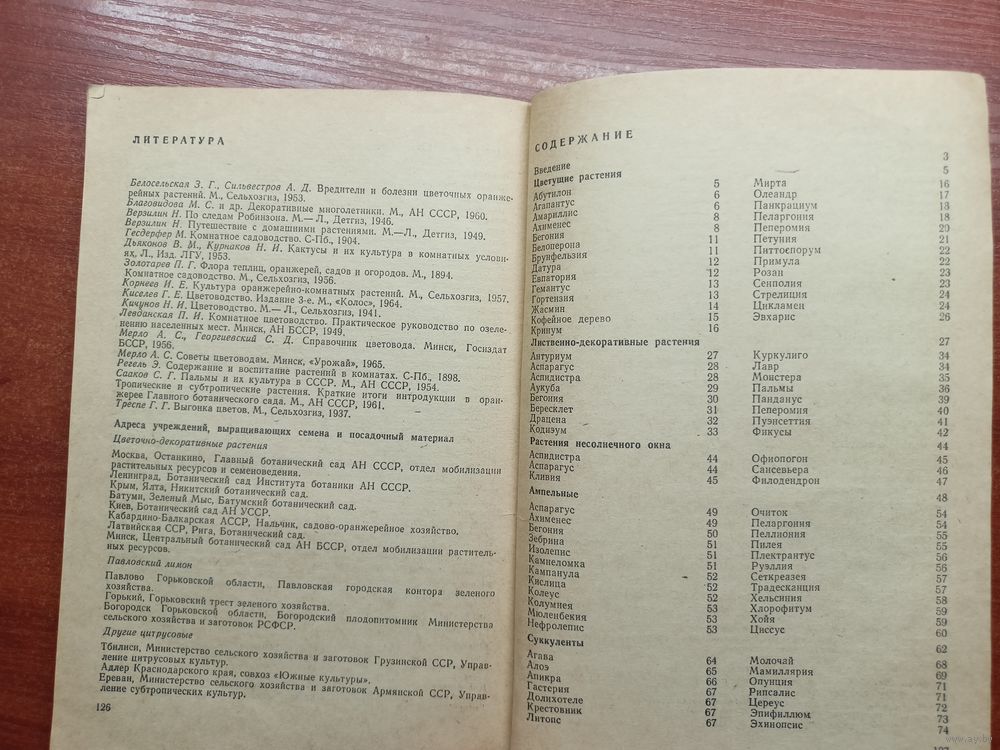 ЛИТЕРАТУРА
Белосельская З. Г., Сильвестров А. Д. Вредители и болезни цветочных оранже-
рейных растений. М., Сельхозгиз, 1953.
Благовидова М. С. и др. Декоративные многолетники. М., АН СССР, 1960.
Верзилин Н. По следам Робинзона. М.— Л., Детгиз, 1946.
Верзилин Н. Путешествие с домашними растениями. М.—Л., Детгиз, 1949.
Гесдерфер М. Комнатное садоводство. С-Пб., 1904.
Дьяконов В. М., Курнаков Н. И. Кактусы и их культура в комнатных услови-
ях, Л., Изд. ЛГУ, 1953.
Золотарев П. Г. Флора теплиц, оранжерей, садов и огородов. М., 1894.
Комнатное садоводство. М., Сельхозгиз, 1956.
Корнеев И. Е. Культура оранжерейно-комнатных растений. М., Сельхозгиз, 1957.
Киселев Г. Е. Цветоводство. Издание 3-е. М., «Колос», 1964.
Кичунов Н. И. Цветоводство. М.— Л., Сельхозгиз, 1941.
Левданская П. И. Комнатное цветоводство. Практическое руководство по озеле-
нению населенных мест. Минск, АН БССР, 1949.
Мерло А. С., Георгиевский С. Д. Справочник цветовода. Минск, Госиздат
БССР, 1956.
Мерло А. С. Советы цветоводам. Минск, «Урожай», 1965.
Регель Э. Содержание и воспитание растений в комнатах. С-Пб., 1898.
Сааков С. Г. Пальмы и их культура в СССР. М., АН СССР, 1954.
Тропические и субтропические растения. Краткие итоги интродукции в оран-
жерее Главного ботанического сада. М., АН СССР, 1961.
Треспе Г. Г. Выгонка цветов. М., Сельхозгиз, 1937.
Адреса учреждений, выращивающих семена и посадочный материал
Цветочно-декоративные растения
Москва, Останкино, Главный ботанический сад АН СССР, отдел мобилизации
растительных ресурсов и семеноведения.
Ленинград, Ботанический сад Института ботаники АН СССР.
Крым, Ялта, Никитский ботанический сад.
Батуми, Зеленый Мыс, Батумский ботанический сад.
Киев, Ботанический сад АН УССР.
Кабардино-Балкарская АССР, Нальчик, садово-оранжерейное хозяйство.
Латвийская ССР, Рига, Ботанический сад.
Минск, Центральный ботанический сад АН БССР, отдел мобилизации раститель-
ных ресурсов.
Павловский лимон
Павлово Горьковской области, Павловская городская контора зеленого
хозяйства.
Горький, Горьковский трест зеленого хозяйства.
Богородск Горьковской области, Богородский плодопитомник Министерства
сельского хозяйства и заготовок РСФСР.
Другие цитрусовые
Тбилиси, Министерство сельского хозяйства и заготовок Грузинской ССР, Управ-
ление цитрусовых культур.
Адлер Краснодарского края, совхоз «Южные культуры».
Ереван, Министерство сельского хозяйства и заготовок Армянской ССР, Управ-
ление субтропических культур.
126
СОДЕРЖАНИЕ
Введение 3
Цветущие растения 5
Абутилон 5 Мирта 16
Агапантус 6 Олеандр 17
Амариллис 6 Панкрациум 18
Ахименес 8 Пеларгония 18
Бегония 8 Пеперомия 20
Белоперона 11 Петуния 21
Брунфельзия 11 Питтоспорум 22
Датура 12 Примула 22
Евпатория 12 Розан 23
Гемантус 13 Сенполия 23
Гортензия 13 Стрелиция 24
Жасмин 14 Цикламен 24
Кофейное дерево 15 Эвхарис 26
Кринум 16
Лиственно-декоративные растения 27
Антуриум 27 Куркулиго 34
Аспарагус 28 Лавр 34
Аспидистра 28 Монстера 35
Аукуба 29 Пальмы 36
Бегония 30 Панданус 39
Бересклет 31 Пеперомия 40
Драцена 32 Пуэнсеттия 41
Кодиэум 33 Фикусы 42
Растения несолнечного окна 44
Аспидистра 44 Офиопогон 45
Аспарагус 44 Сансевьера 46
Кливия 45 Филодендрон 47
Ампельные 48
Аспарагус 49 Очиток 54
Ахименес 49 Пеларгония 54
Бегония 50 Пеллиония 55
Зебрина 51 Пилея 55
Изолепис 51 Плектрантус 56
Камнеломка 51 Руэллия 56
Кампанула 52 Сеткреазея 57
Кислица 52 Традесканция 57
Колеус 52 Хельсиния 58
Колумнея 53 Хлорофитум 59
Мюленбекия 53 Хойя 59
Нефролепис 53 Циссус 60
Суккуленты 62
Агава 64 Молочай 68
Алоэ 65 Мамиллярия 69
Апикра 66 Опунция 71
Гастерия 67 Рипсалис 71
Долихотеле 67 Цереус 72
Крестовник 67 Эпифиллюм 73
Литопс 67 Эхинопсис 74